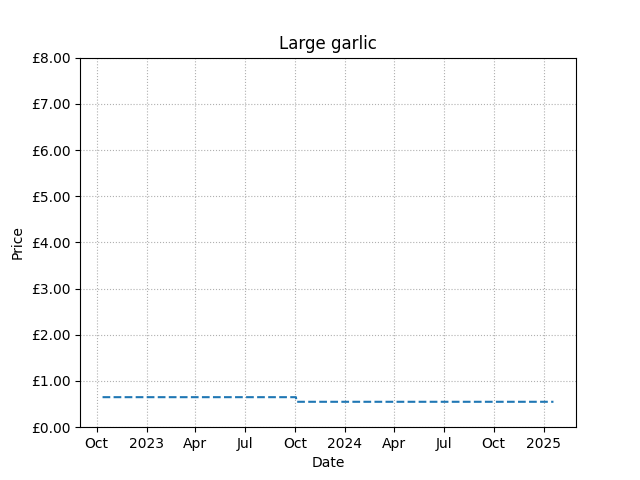 Large garlic
£8.00
£7.00
£6.00
£5.00
£4.00
£3.00
£2.00
£1.00
£0.00
Price
Oct 2023 Apr Jul Oct 2024 Apr Jul Oct 2025
Date